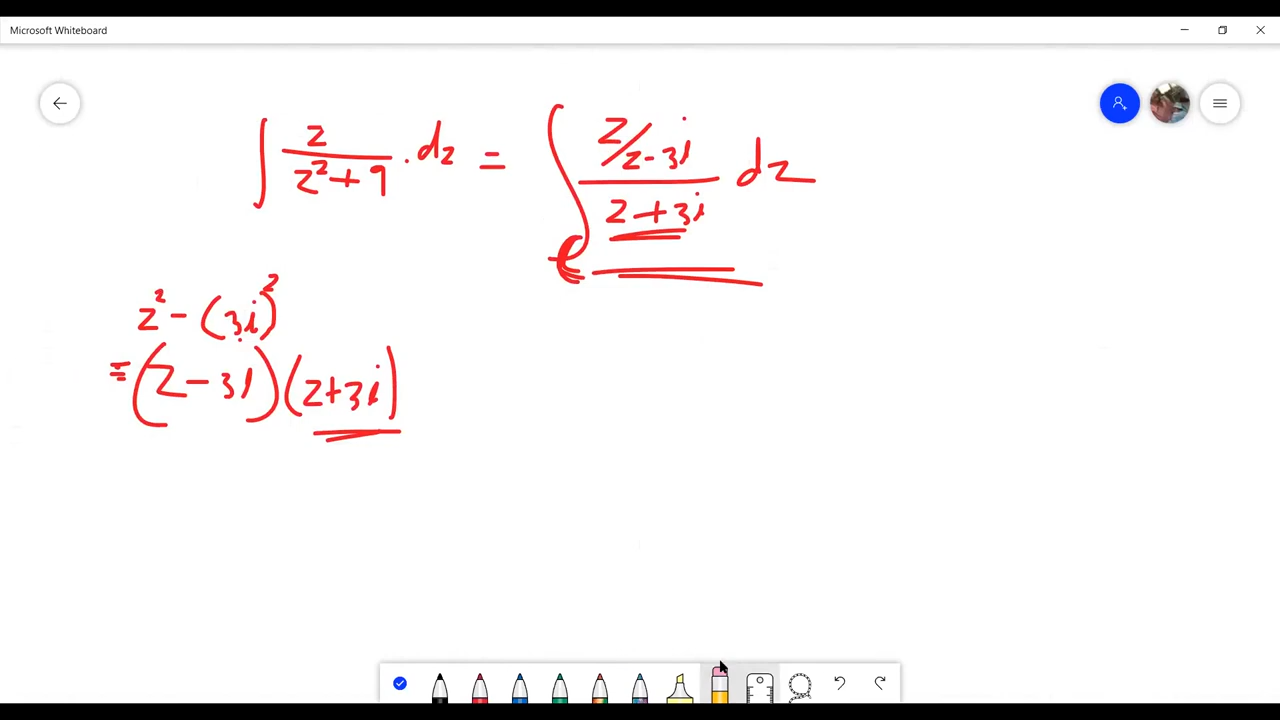 Microsoft Whiteboard
∫ z/(z² + 9) . dz = ∫ (z/z - 3i)/(z + 3i) dz
z² - (3i)²
= (z - 3i)(z + 3i)